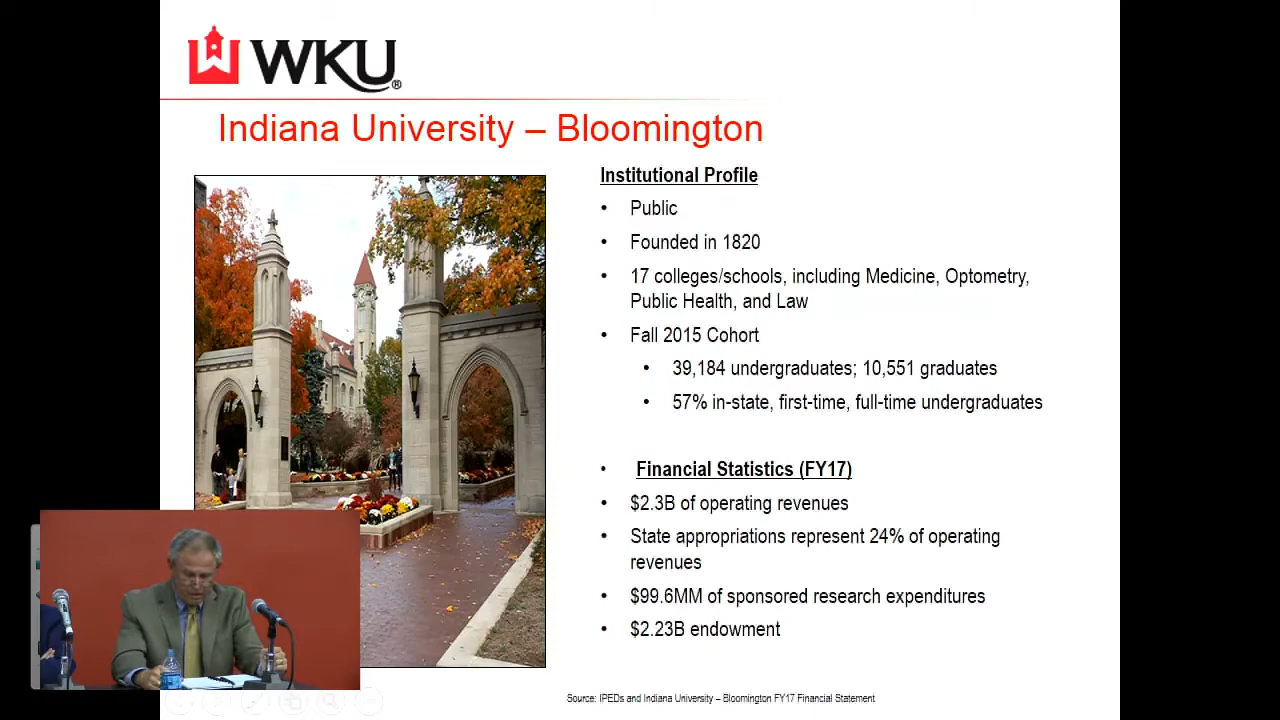 WKU®
Indiana University – Bloomington
Institutional Profile
• Public
• Founded in 1820
• 17 colleges/schools, including Medicine, Optometry,
Public Health, and Law
• Fall 2015 Cohort
• 39,184 undergraduates; 10,551 graduates
• 57% in-state, first-time, full-time undergraduates
• Financial Statistics (FY17)
• $2.3B of operating revenues
• State appropriations represent 24% of operating
revenues
• $99.6MM of sponsored research expenditures
• $2.23B endowment
Source: IPEDs and Indiana University – Bloomington FY17 Financial Statement